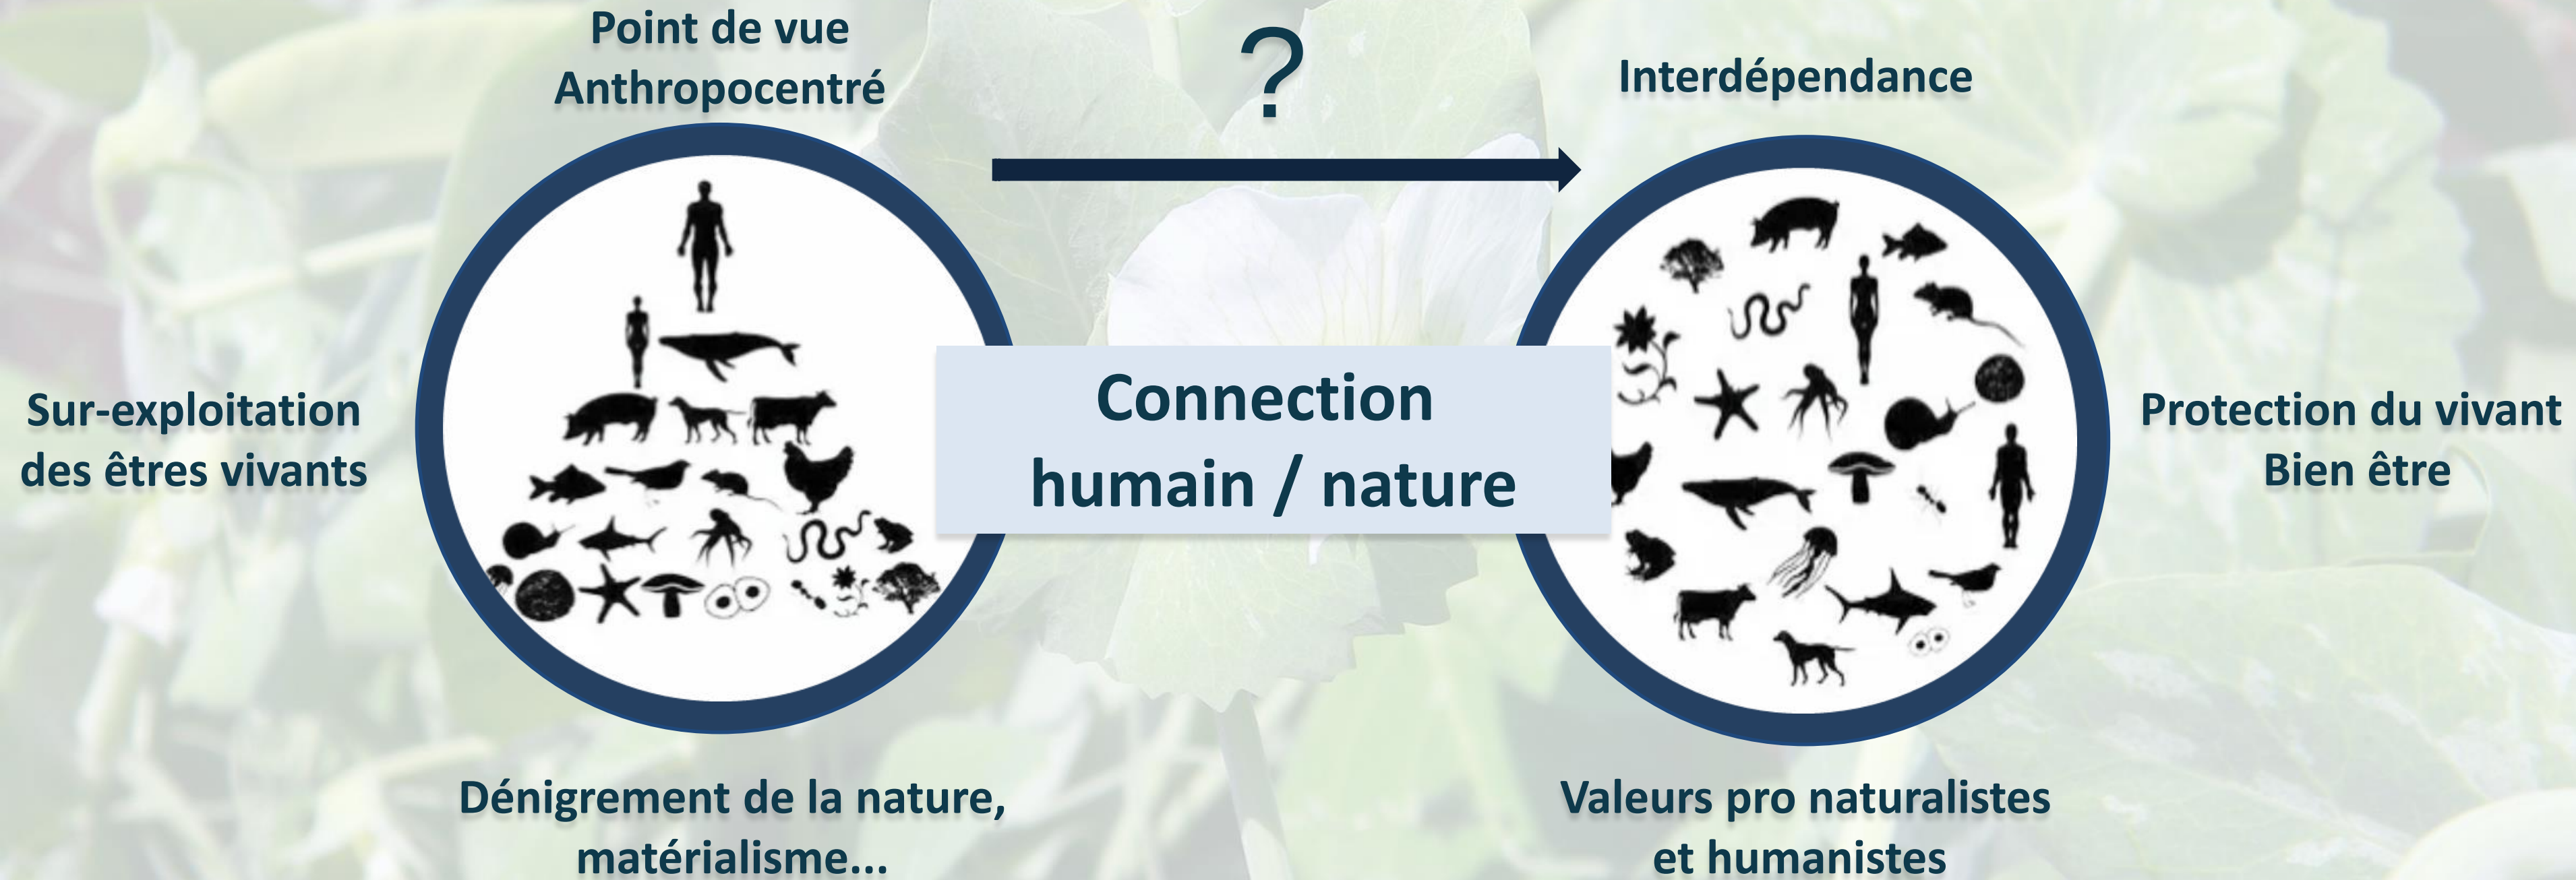 Point de vue
Anthropocentré
?
Interdépendance
Sur-exploitation
des êtres vivants
Connection
humain / nature
Protection du vivant
Bien être
Dénigrement de la nature,
matérialisme...
Valeurs pro naturalistes
et humanistes